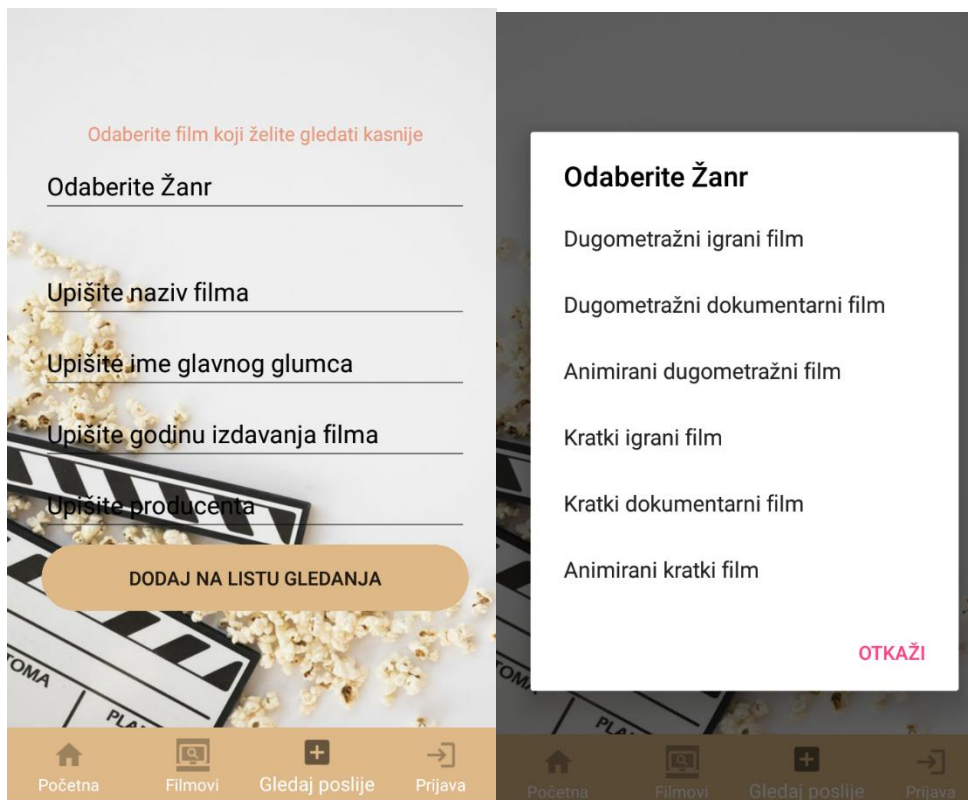 Odaberite film koji želite gledati kasnije
Odaberite Žanr
Upišite naziv filma
Upišite ime glavnog glumca
Upišite godinu izdavanja filma
Upišite producenta
DODAJ NA LISTU GLEDANJA
Početna
Filmovi
Gledaj poslije
Prijava
Odaberite Žanr
Dugometražni igrani film
Dugometražni dokumentarni film
Animirani dugometražni film
Kratki igrani film
Kratki dokumentarni film
Animirani kratki film
OTKAŽI
Početna
Filmovi
Gledaj poslije
Prijava